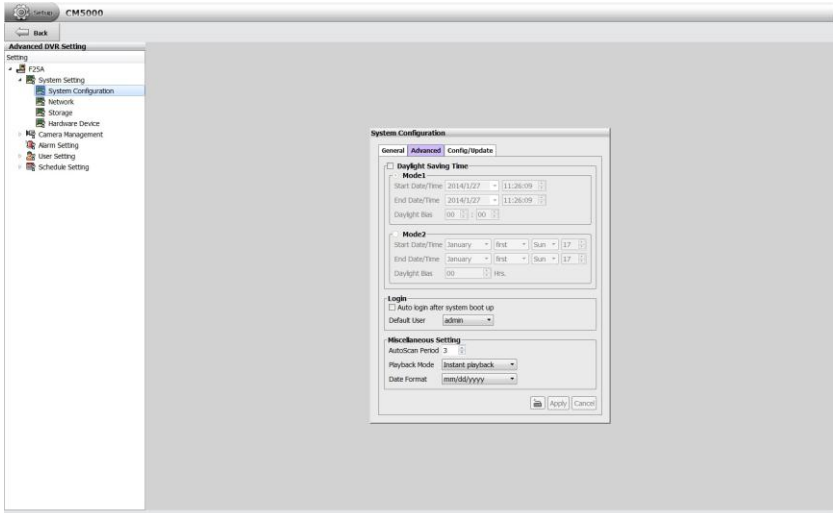 Setup CM5000
Back
Advanced DVR Setting
Setting
F2SA
System Setting
System Configuration
Network
Storage
Hardware Device
Camera Management
Alarm Setting
User Setting
Schedule Setting
System Configuration
General Advanced Config/Update
Daylight Saving Time
Mode1
Start Date/Time 2014/1/27 11:26:09
End Date/Time 2014/1/27 11:26:09
Daylight Bias 00 : 00
Mode2
Start Date/Time January first Sun 17
End Date/Time January first Sun 17
Daylight Bias 00 Hrs.
Login
Auto login after system boot up
Default User admin
Miscellaneous Setting
AutoScan Period 3
Playback Mode Instant playback
Date Format mm/dd/yyyy
Apply Cancel